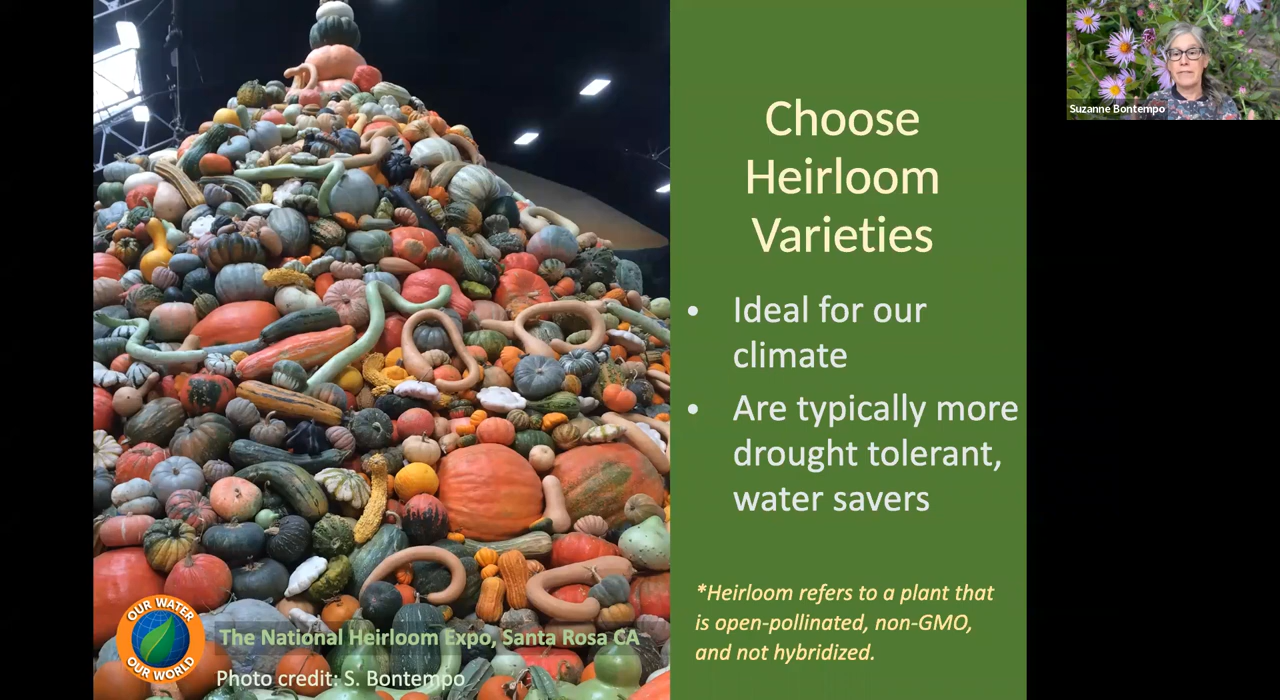 Choose
Heirloom
Varieties
• Ideal for our
climate
• Are typically more
drought tolerant,
water savers
*Heirloom refers to a plant that
is open-pollinated, non-GMO,
and not hybridized.
OUR WATER
OUR WORLD
The National Heirloom Expo, Santa Rosa CA
Photo credit: S. Bontempo
Suzanne Bontempo